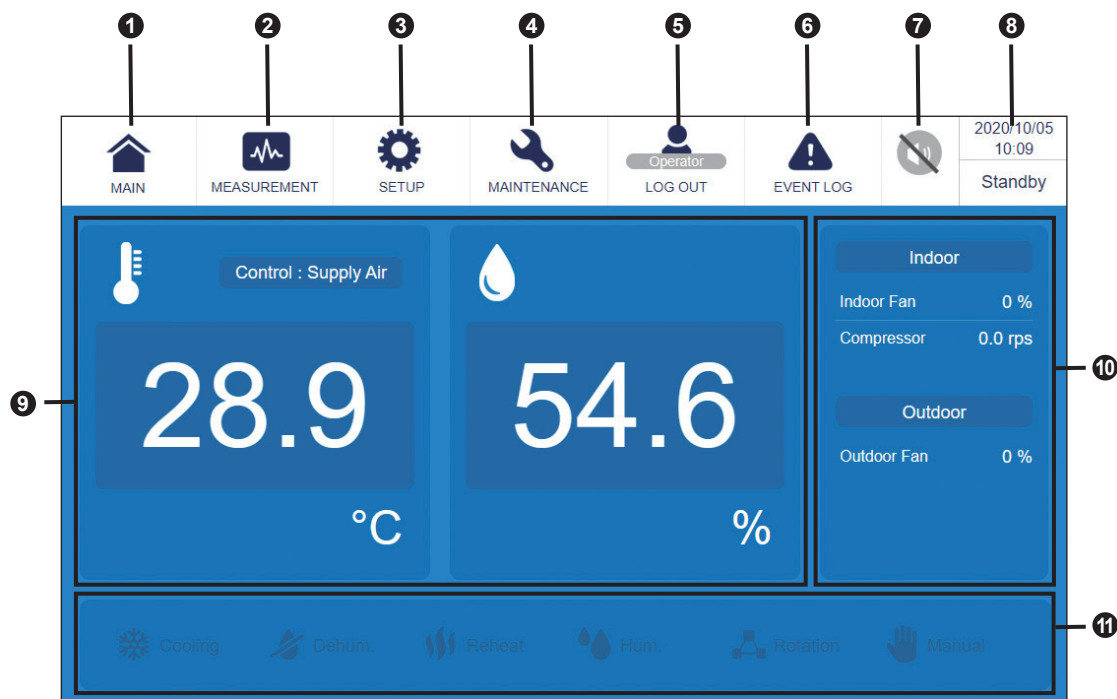 1 2 3 4 5 6 7 8
2020/10/05
10:09
Operator
MAIN MEASUREMENT SETUP MAINTENANCE LOG OUT EVENT LOG Standby
Control : Supply Air
Indoor
Indoor Fan 0 %
Compressor 0.0 rps
28.9 54.6
9
10
Outdoor
Outdoor Fan 0 %
°C %
11
Cooling Dehum. Reheat Hum. Rotation Manual